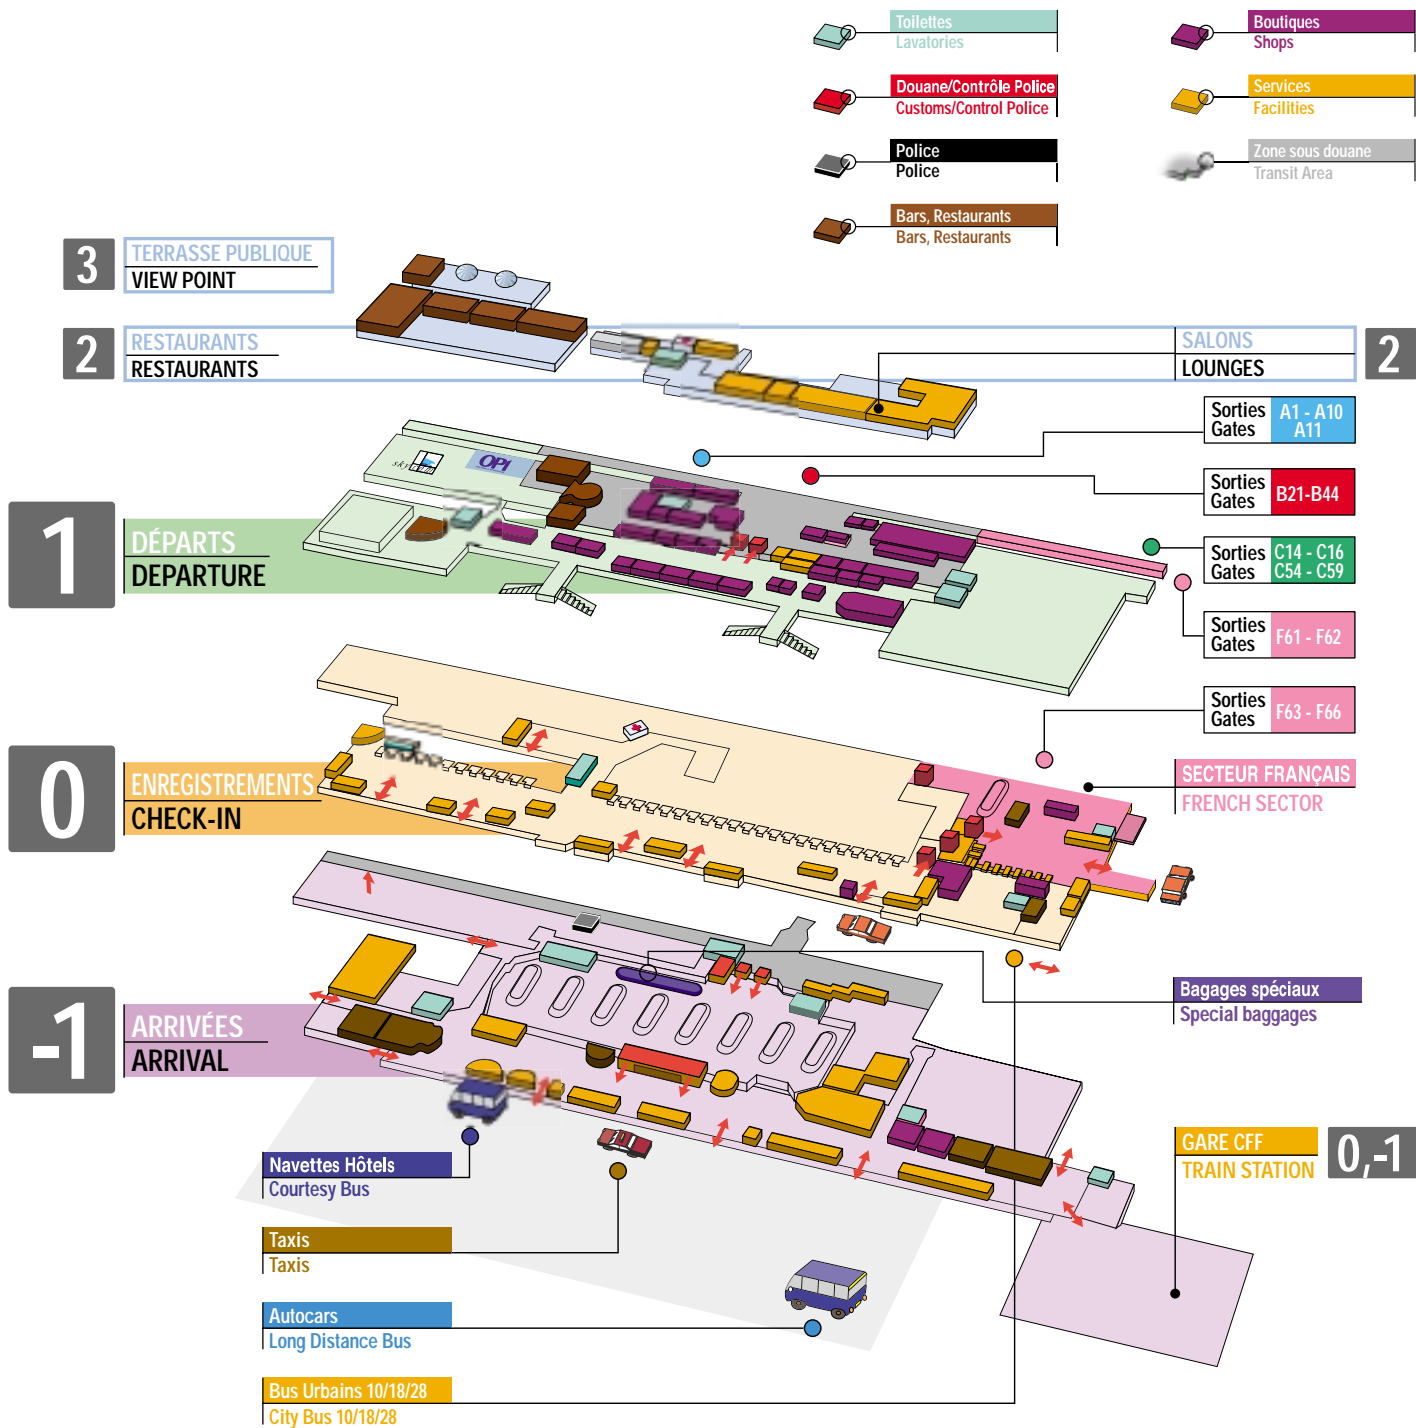 Toilettes
Lavatories
Boutiques
Shops
Douane/Contrôle Police
Customs/Control Police
Services
Facilities
Police
Police
Zone sous douane
Transit Area
Bars, Restaurants
Bars, Restaurants
3
TERRASSE PUBLIQUE
VIEW POINT
2
RESTAURANTS
RESTAURANTS
SALONS
LOUNGES
2
Sorties
Gates
A1 - A10
A11
Sorties
Gates
B21-B44
Sorties
Gates
C14 - C16
C54 - C59
Sorties
Gates
F61 - F62
OPI
1
DÉPARTS
DEPARTURE
Sorties
Gates
F63 - F66
0
ENREGISTREMENTS
CHECK-IN
SECTEUR FRANÇAIS
FRENCH SECTOR
-1
ARRIVÉES
ARRIVAL
Bagages spéciaux
Special baggages
GARE CFF
TRAIN STATION
0,-1
Navettes Hôtels
Courtesy Bus
Taxis
Taxis
Autocars
Long Distance Bus
Bus Urbains 10/18/28
City Bus 10/18/28